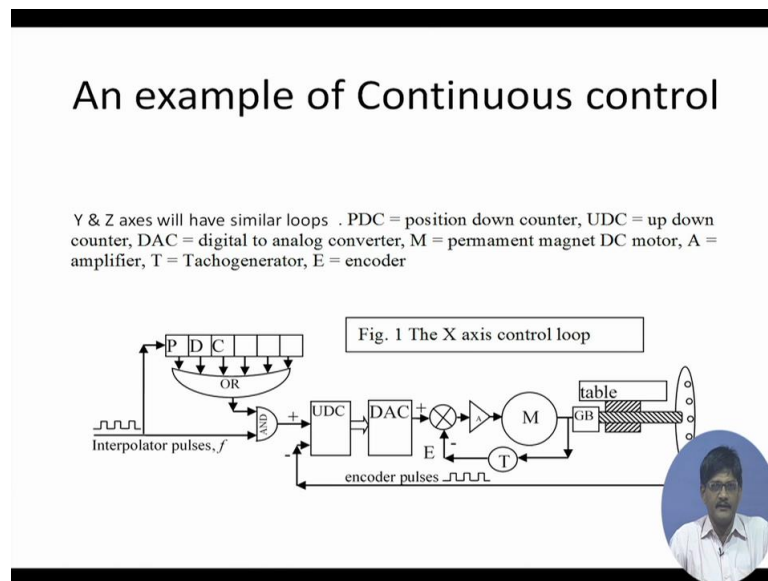 An example of Continuous control
Y & Z axes will have similar loops . PDC = position down counter, UDC = up down
counter, DAC = digital to analog converter, M = permament magnet DC motor, A =
amplifier, T = Tachogenerator, E = encoder
Fig. 1 The X axis control loop
P D C
OR
AND
Interpolator pulses, f
+
-
UDC
DAC
+
-
A
M
GB
table
E
T
encoder pulses